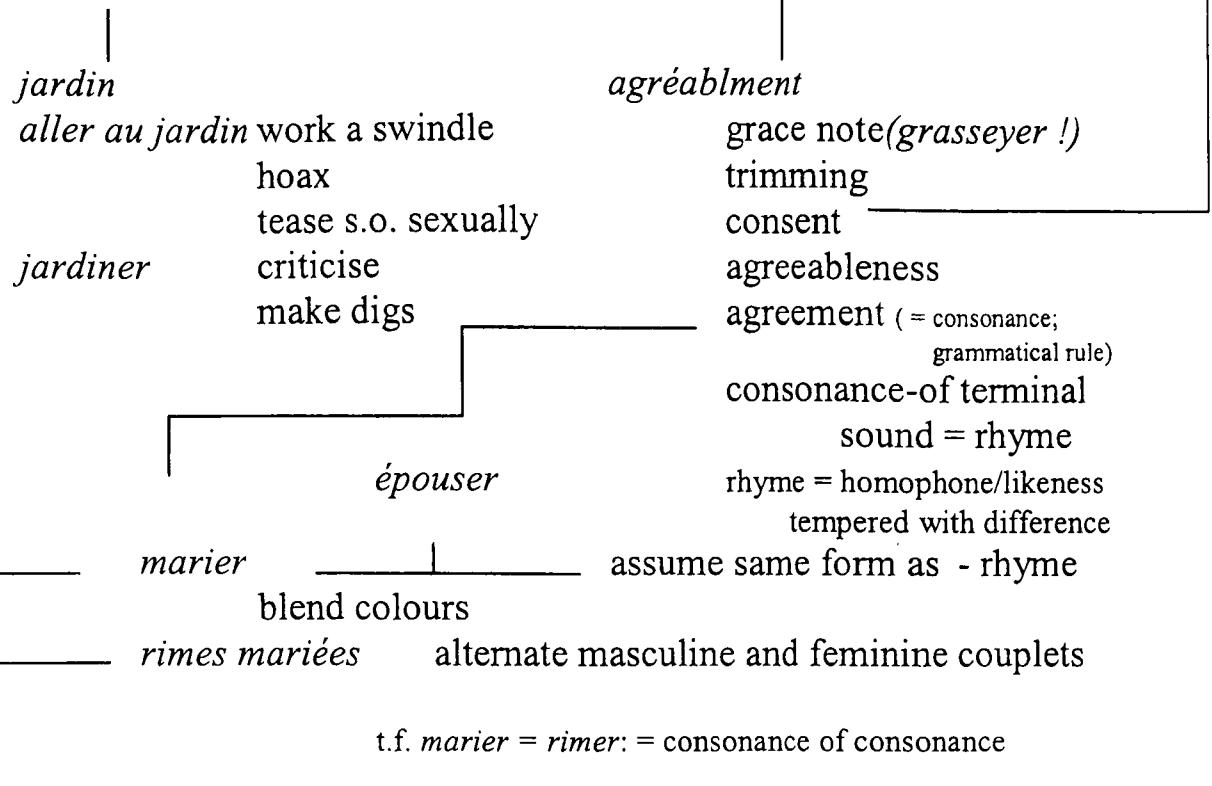 jardin
agréablment
aller au jardin work a swindle
grace note(grasseyer !)
hoax
trimming
tease s.o. sexually
consent
jardiner criticise
agreeableness
make digs
agreement ( = consonance;
grammatical rule)
consonance-of terminal
sound = rhyme
épouser
rhyme = homophone/likeness
tempered with difference
marier
assume same form as - rhyme
blend colours
rimes mariées alternate masculine and feminine couplets
t.f. marier = rimer: = consonance of consonance